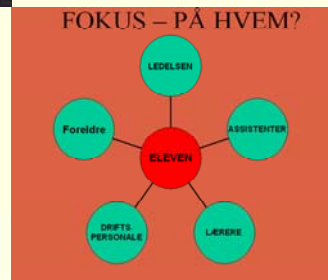 FOKUS – PÅ HVEM?
LEDELSEN
Foreldre
ASSISTENTER
ELEVEN
DRIFTS
PERSONALE
LÆRERE